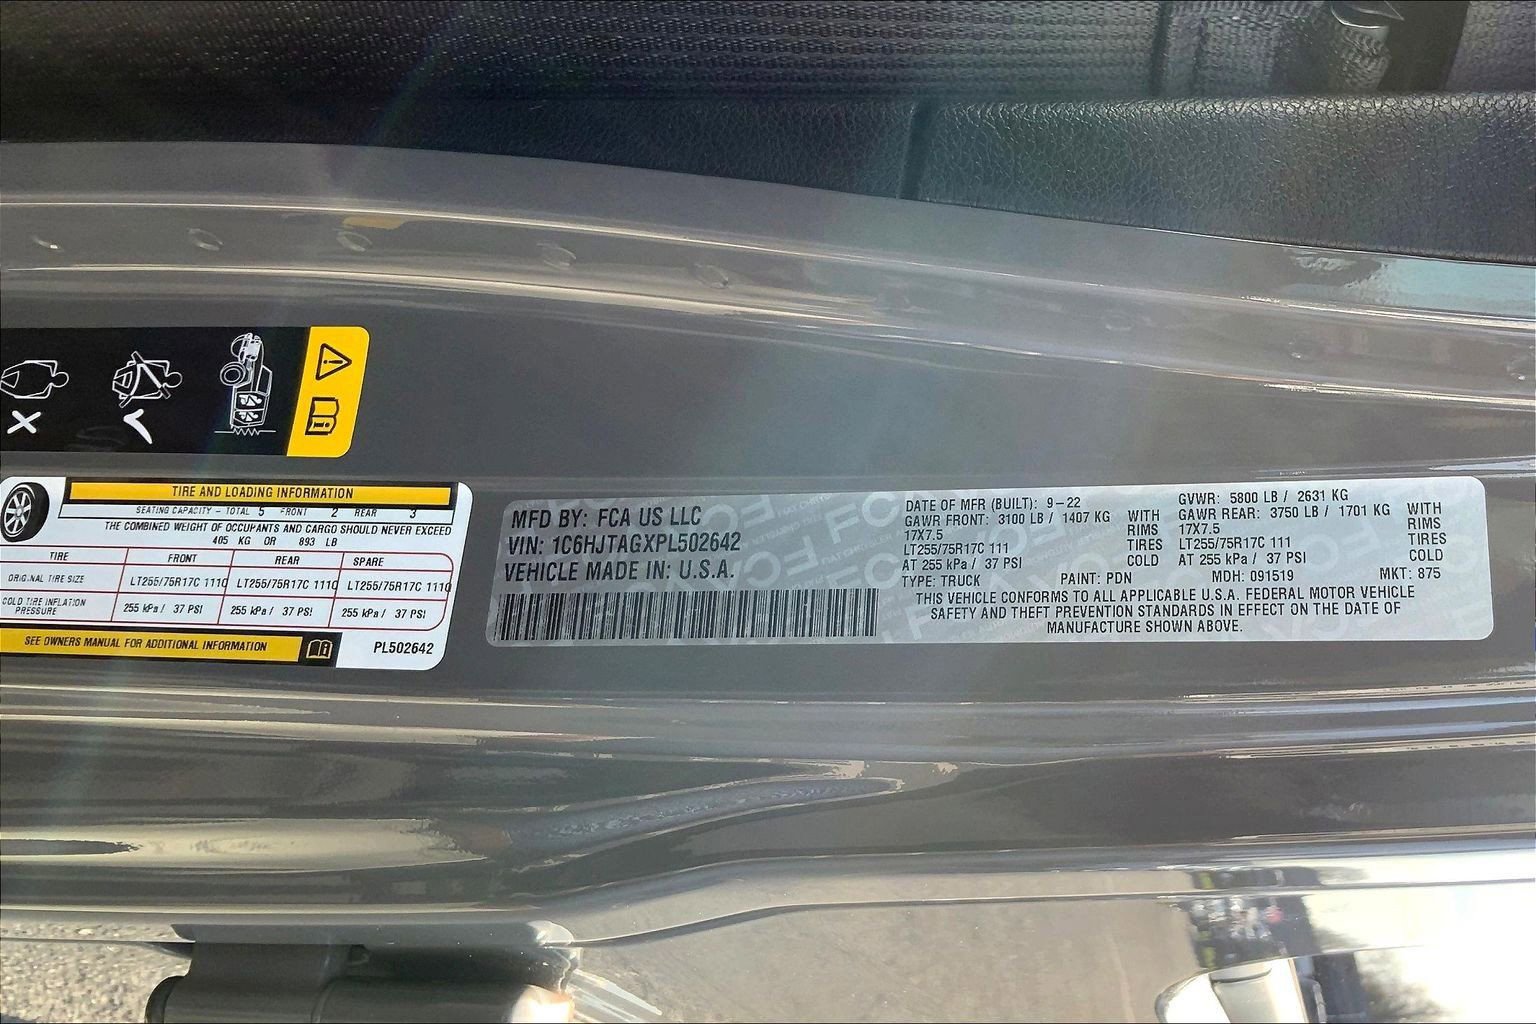 TIRE AND LOADING INFORMATION
SEATING CAPACITY - TOTAL 5 FRONT 2 REAR 3
THE COMBINED WEIGHT OF OCCUPANTS AND CARGO SHOULD NEVER EXCEED
405 KG OR 893 LB
TIRE FRONT REAR SPARE
ORIGINAL TIRE SIZE LT255/75R17C 111Q LT255/75R17C 111Q LT255/75R17C 111Q
COLD TIRE INFLATION PRESSURE 255 kPa / 37 PSI 255 kPa / 37 PSI 255 kPa / 37 PSI
SEE OWNERS MANUAL FOR ADDITIONAL INFORMATION
PL502642
MFD BY: FCA US LLC
VIN: 1C6HJTAGXPL502642
VEHICLE MADE IN: U.S.A.
DATE OF MFR (BUILT): 9-22
GAWR FRONT: 3100 LB / 1407 KG WITH
17X7.5 RIMS
LT255/75R17C 111 TIRES
AT 255 kPa / 37 PSI COLD
GVWR: 5800 LB / 2631 KG
GAWR REAR: 3750 LB / 1701 KG WITH
17X7.5 RIMS
LT255/75R17C 111 TIRES
AT 255 kPa / 37 PSI COLD
TYPE: TRUCK PAINT: PDN MDH: 091519 MKT: 875
THIS VEHICLE CONFORMS TO ALL APPLICABLE U.S.A. FEDERAL MOTOR VEHICLE
SAFETY AND THEFT PREVENTION STANDARDS IN EFFECT ON THE DATE OF
MANUFACTURE SHOWN ABOVE.